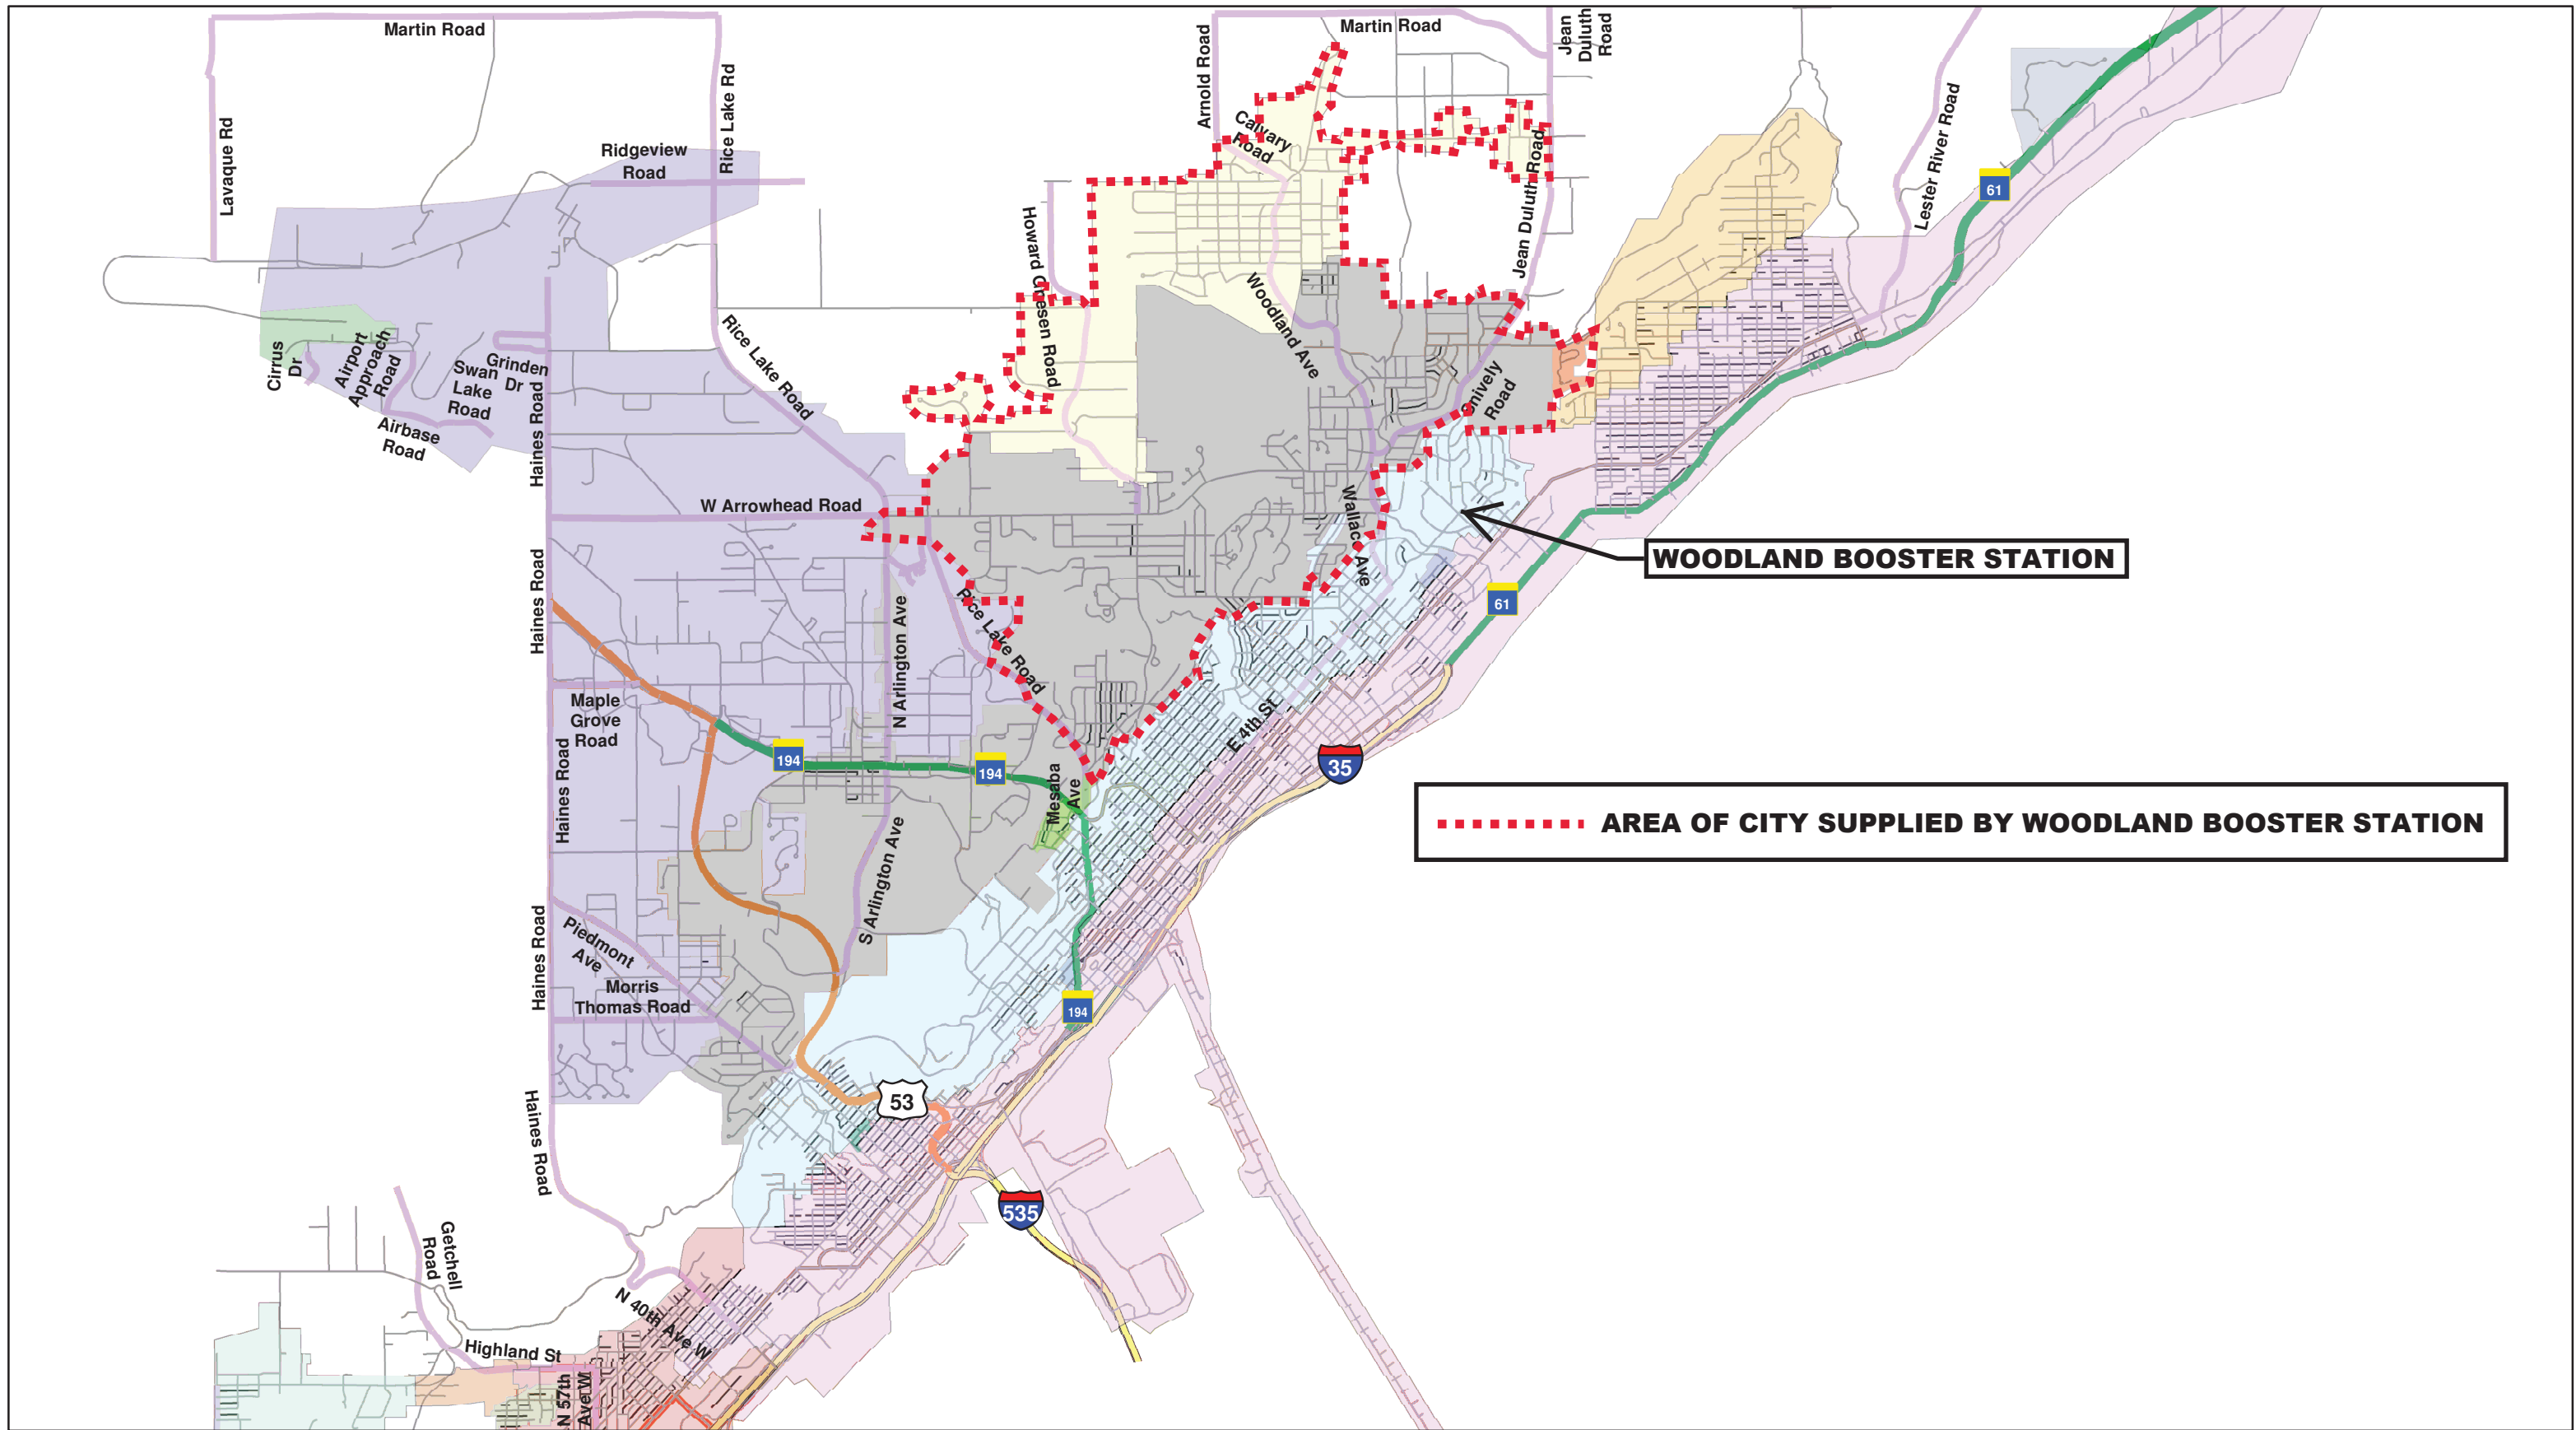 Martin Road
Martin Road
Jean
Duluth
Road
Arnold Road
Rice Lake Rd
Lavaque Rd
Ridgeview
Road
Calvary
Road
Lester River Road
61
Jean Duluth Road
Howard Gnesen Road
Woodland Ave
Rice Lake Road
Cirrus
Dr
Airport
Approach
Road
Grinden
Dr
Swan
Lake
Road
Haines Road
Airbase
Road
Snively
Road
W Arrowhead Road
Wallace Ave
WOODLAND BOOSTER STATION
61
Haines Road
N Arlington Ave
Rice Lake Road
Maple
Grove
Road
E 4th St
194
194
35
Mesaba
Ave
Haines Road
AREA OF CITY SUPPLIED BY WOODLAND BOOSTER STATION
S Arlington Ave
Piedmont
Ave
Haines Road
Morris
Thomas Road
194
53
Haines Road
535
Getchell
Road
N 40th Ave W
Highland St
N 57th
Ave W